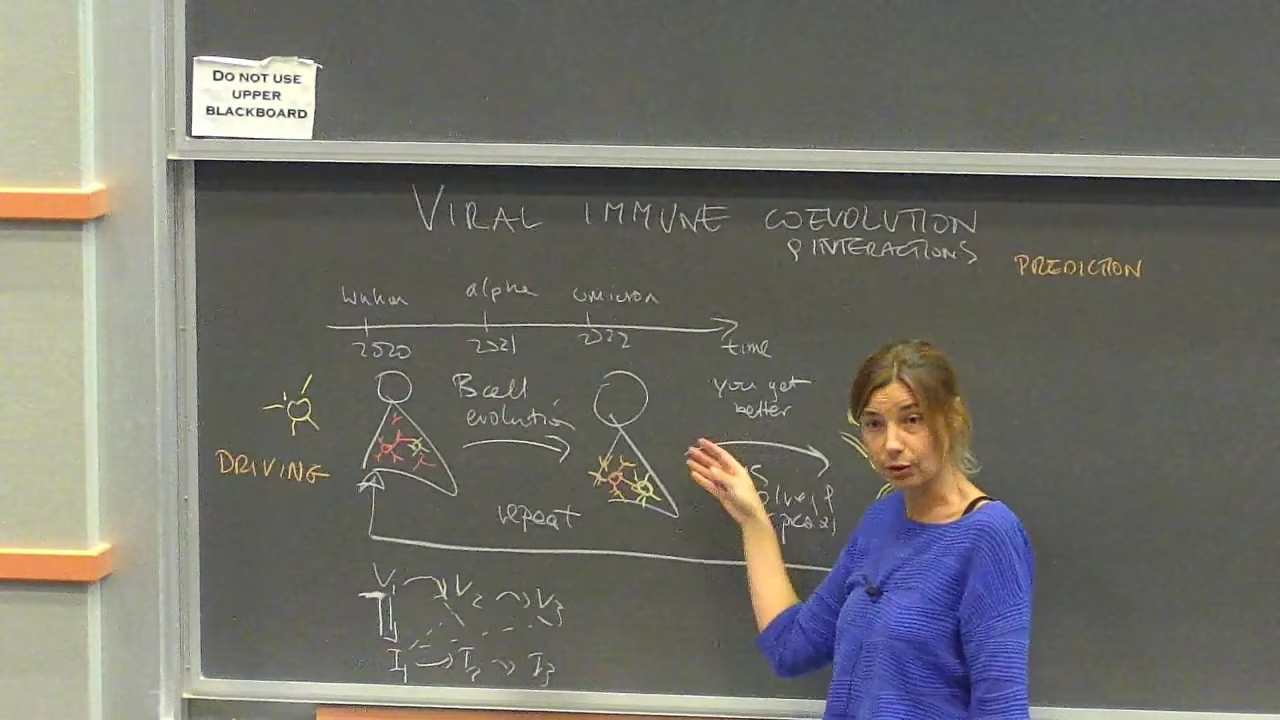 DO NOT USE
UPPER
BLACKBOARD
VIRAL IMMUNE COEVOLUTION
& INTERACTIONS
PREDICTION
Wuhan alpha omicron
2020 2021 2022 time
B cell
evolution
you get
better
DRIVING
repeat
V1 V2 V3
I1 I2 I3